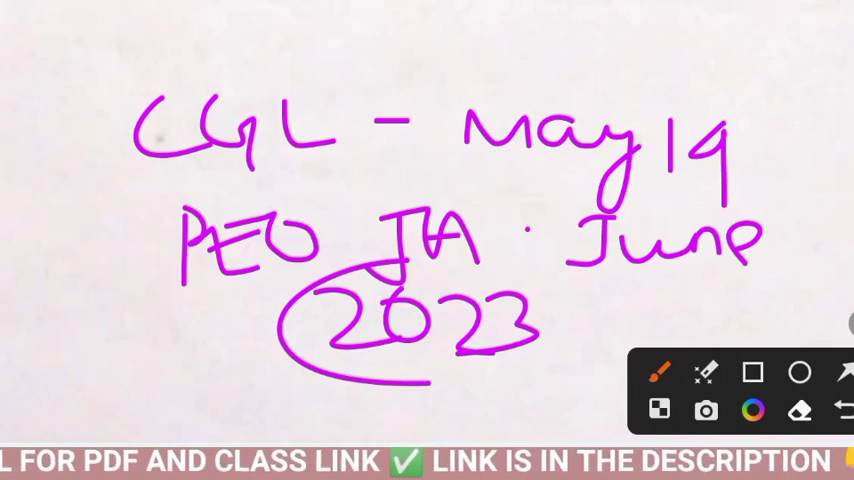 CGL - May 19
PEO JA. June
2023
L FOR PDF AND CLASS LINK ✅ LINK IS IN THE DESCRIPTION